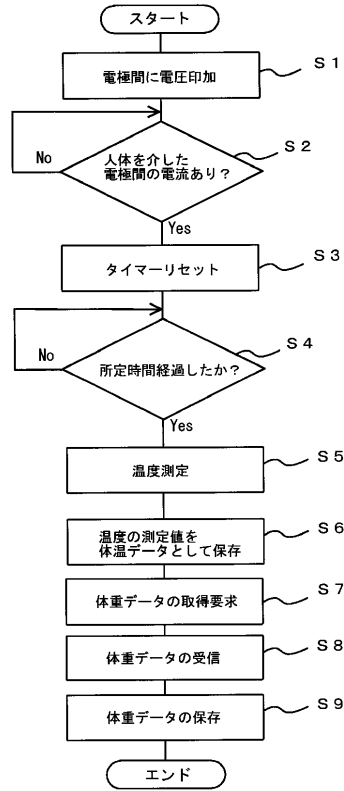 スタート
電極間に電圧印加
S1
人体を介した
電極間の電流あり?
S2
No
Yes
タイマーリセット
S3
所定時間経過したか?
S4
No
Yes
温度測定
S5
温度の測定値を
体温データとして保存
S6
体重データの取得要求
S7
体重データの受信
S8
体重データの保存
S9
エンド